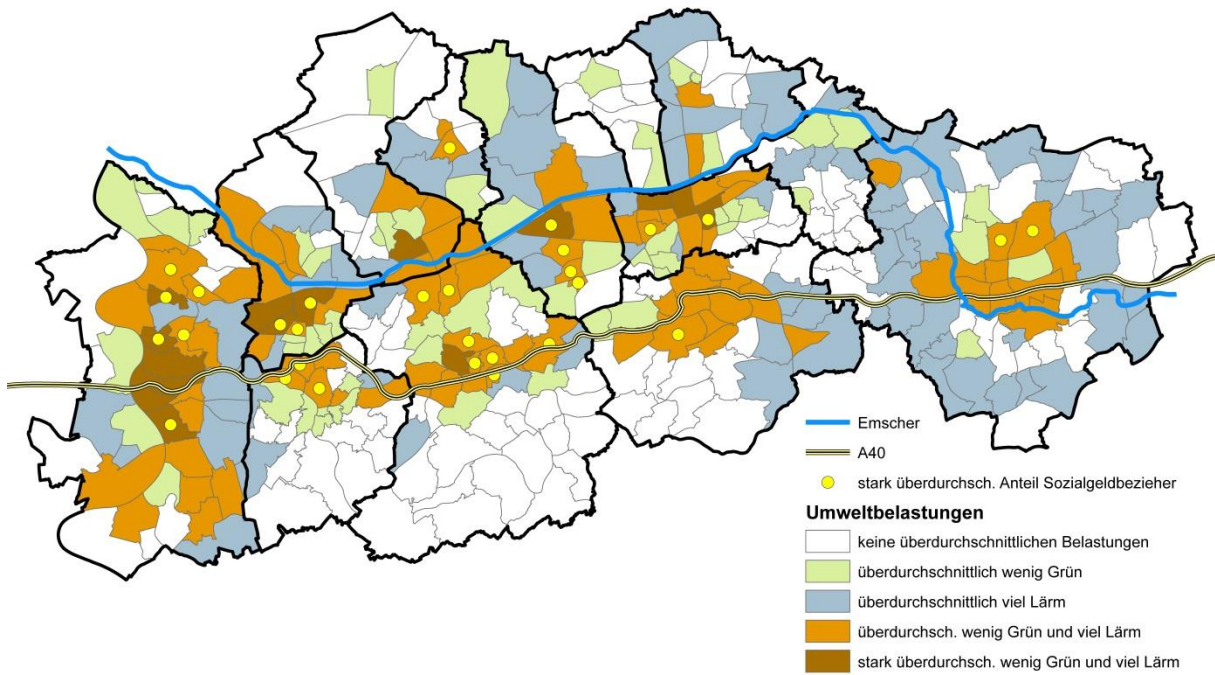 Emscher
A40
stark überdurchsch. Anteil Sozialgeldbezieher
Umweltbelastungen
keine überdurchschnittlichen Belastungen
überdurchschnittlich wenig Grün
überdurchschnittlich viel Lärm
überdurchsch. wenig Grün und viel Lärm
stark überdurchsch. wenig Grün und viel Lärm